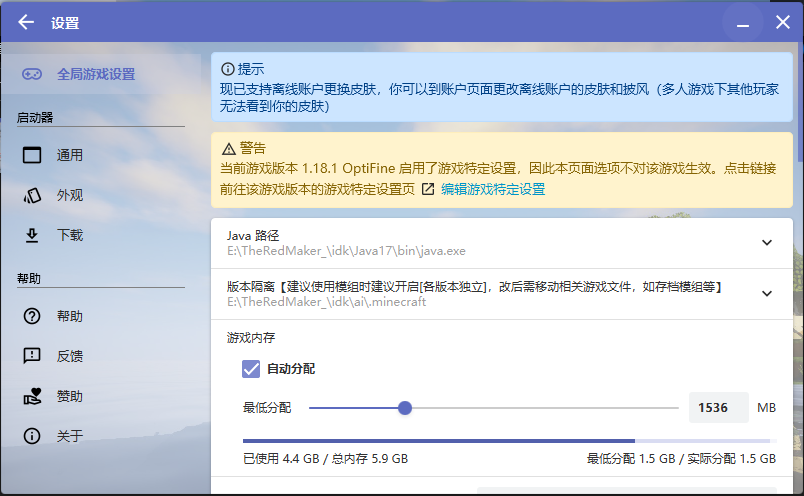 设置
全局游戏设置
启动器
通用
外观
下载
帮助
帮助
反馈
赞助
关于
提示
现已支持离线账户更换皮肤，你可以到账户页面更改离线账户的皮肤和披风（多人游戏下其他玩家
无法看到你的皮肤）
警告
当前游戏版本 1.18.1 OptiFine 启用了游戏特定设置，因此本页面选项不对该游戏生效。点击链接
前往该游戏版本的游戏特定设置页 编辑游戏特定设置
Java 路径
E:\TheRedMaker_\idk\Java17\bin\java.exe
版本隔离【建议使用模组时建议开启[各版本独立]，改后需移动相关游戏文件，如存档模组等】
E:\TheRedMaker_\idk\ai\.minecraft
游戏内存
自动分配
最低分配 1536 MB
已使用 4.4 GB / 总内存 5.9 GB 最低分配 1.5 GB / 实际分配 1.5 GB